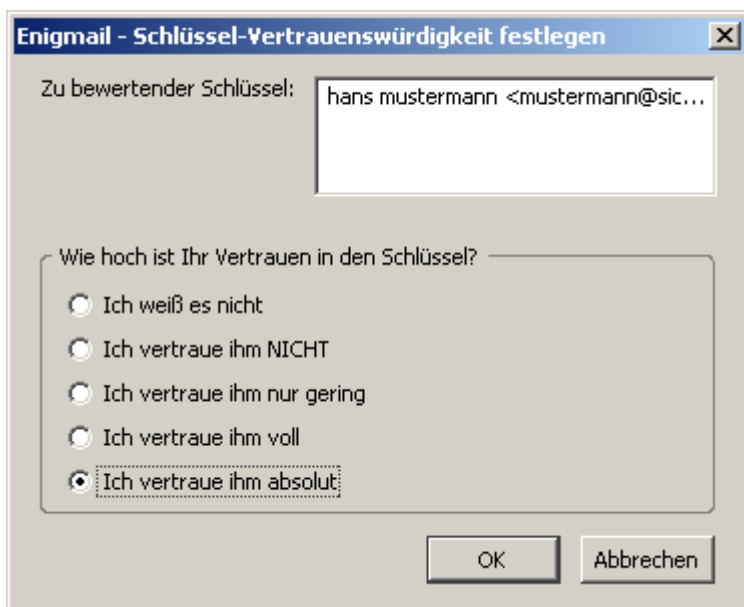 Enigmail - Schlüssel-Vertrauenswürdigkeit festlegen
Zu bewertender Schlüssel:
hans mustermann <mustermann@sic...
Wie hoch ist Ihr Vertrauen in den Schlüssel?
Ich weiß es nicht
Ich vertraue ihm NICHT
Ich vertraue ihm nur gering
Ich vertraue ihm voll
Ich vertraue ihm absolut
OK Abbrechen